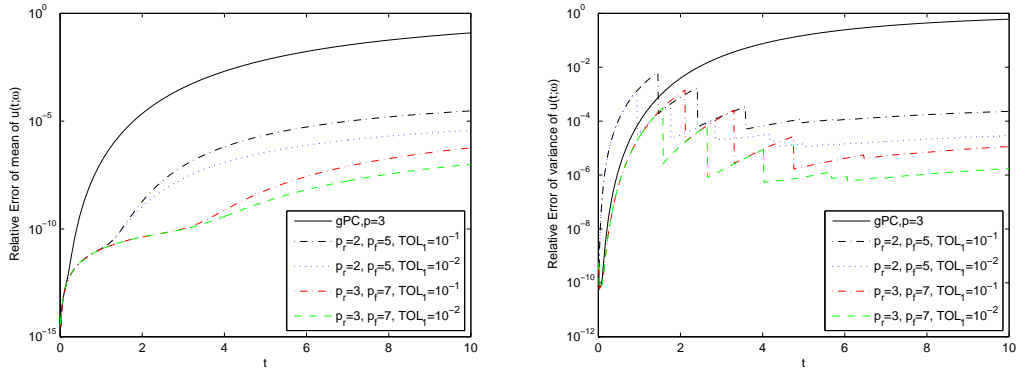 Relative Error of mean of u(t;ω)
10^0
10^-5
10^-10
10^-15
0 2 4 6 8 10
t
gPC,p=3
p_r=2, p_f=5, TOL_1=10^-1
p_r=2, p_f=5, TOL_1=10^-2
p_r=3, p_f=7, TOL_1=10^-1
p_r=3, p_f=7, TOL_1=10^-2
Relative Error of variance of u(t;ω)
10^0
10^-2
10^-4
10^-6
10^-8
10^-10
10^-12
0 2 4 6 8 10
t
gPC,p=3
p_r=2, p_f=5, TOL_1=10^-1
p_r=2, p_f=5, TOL_1=10^-2
p_r=3, p_f=7, TOL_1=10^-1
p_r=3, p_f=7, TOL_1=10^-2